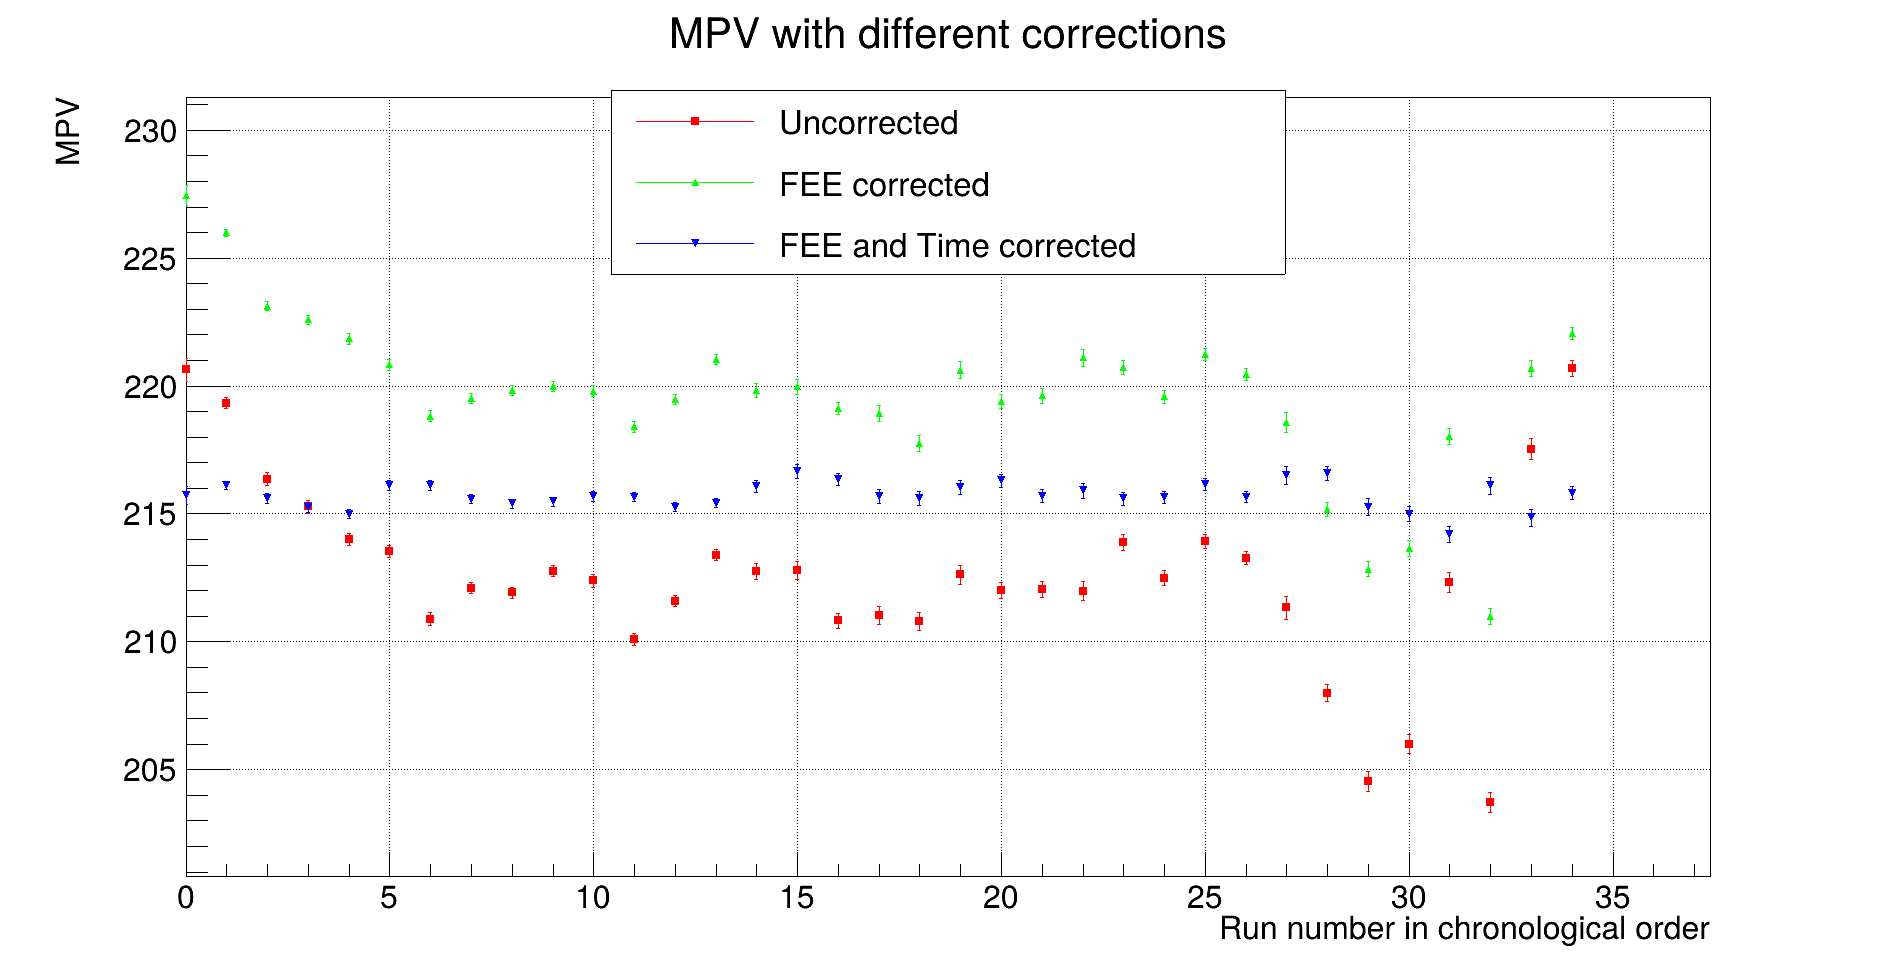 MPV with different corrections
MPV
Uncorrected
FEE corrected
FEE and Time corrected
230
225
220
215
210
205
0 5 10 15 20 25 30 35
Run number in chronological order